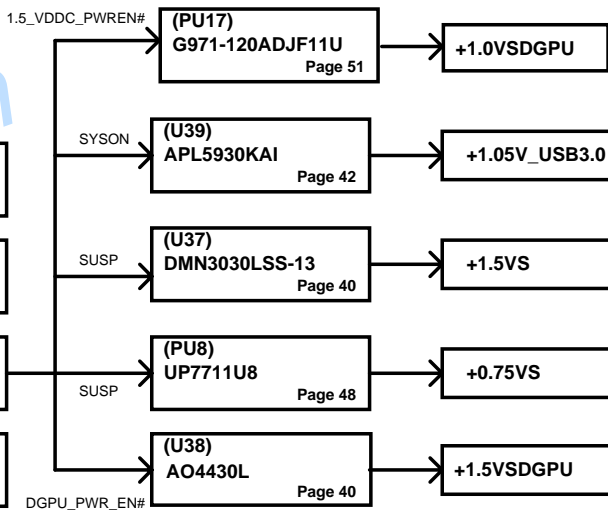 1.5_VDDC_PWREN#
(PU17)
G971-120ADJF11U
Page 51
+1.0VSDGPU
SYSON
(U39)
APL5930KAI
Page 42
+1.05V_USB3.0
SUSP
(U37)
DMN3030LSS-13
Page 40
+1.5VS
SUSP
(PU8)
UP7711U8
Page 48
+0.75VS
DGPU_PWR_EN#
(U38)
AO4430L
Page 40
+1.5VSDGPU